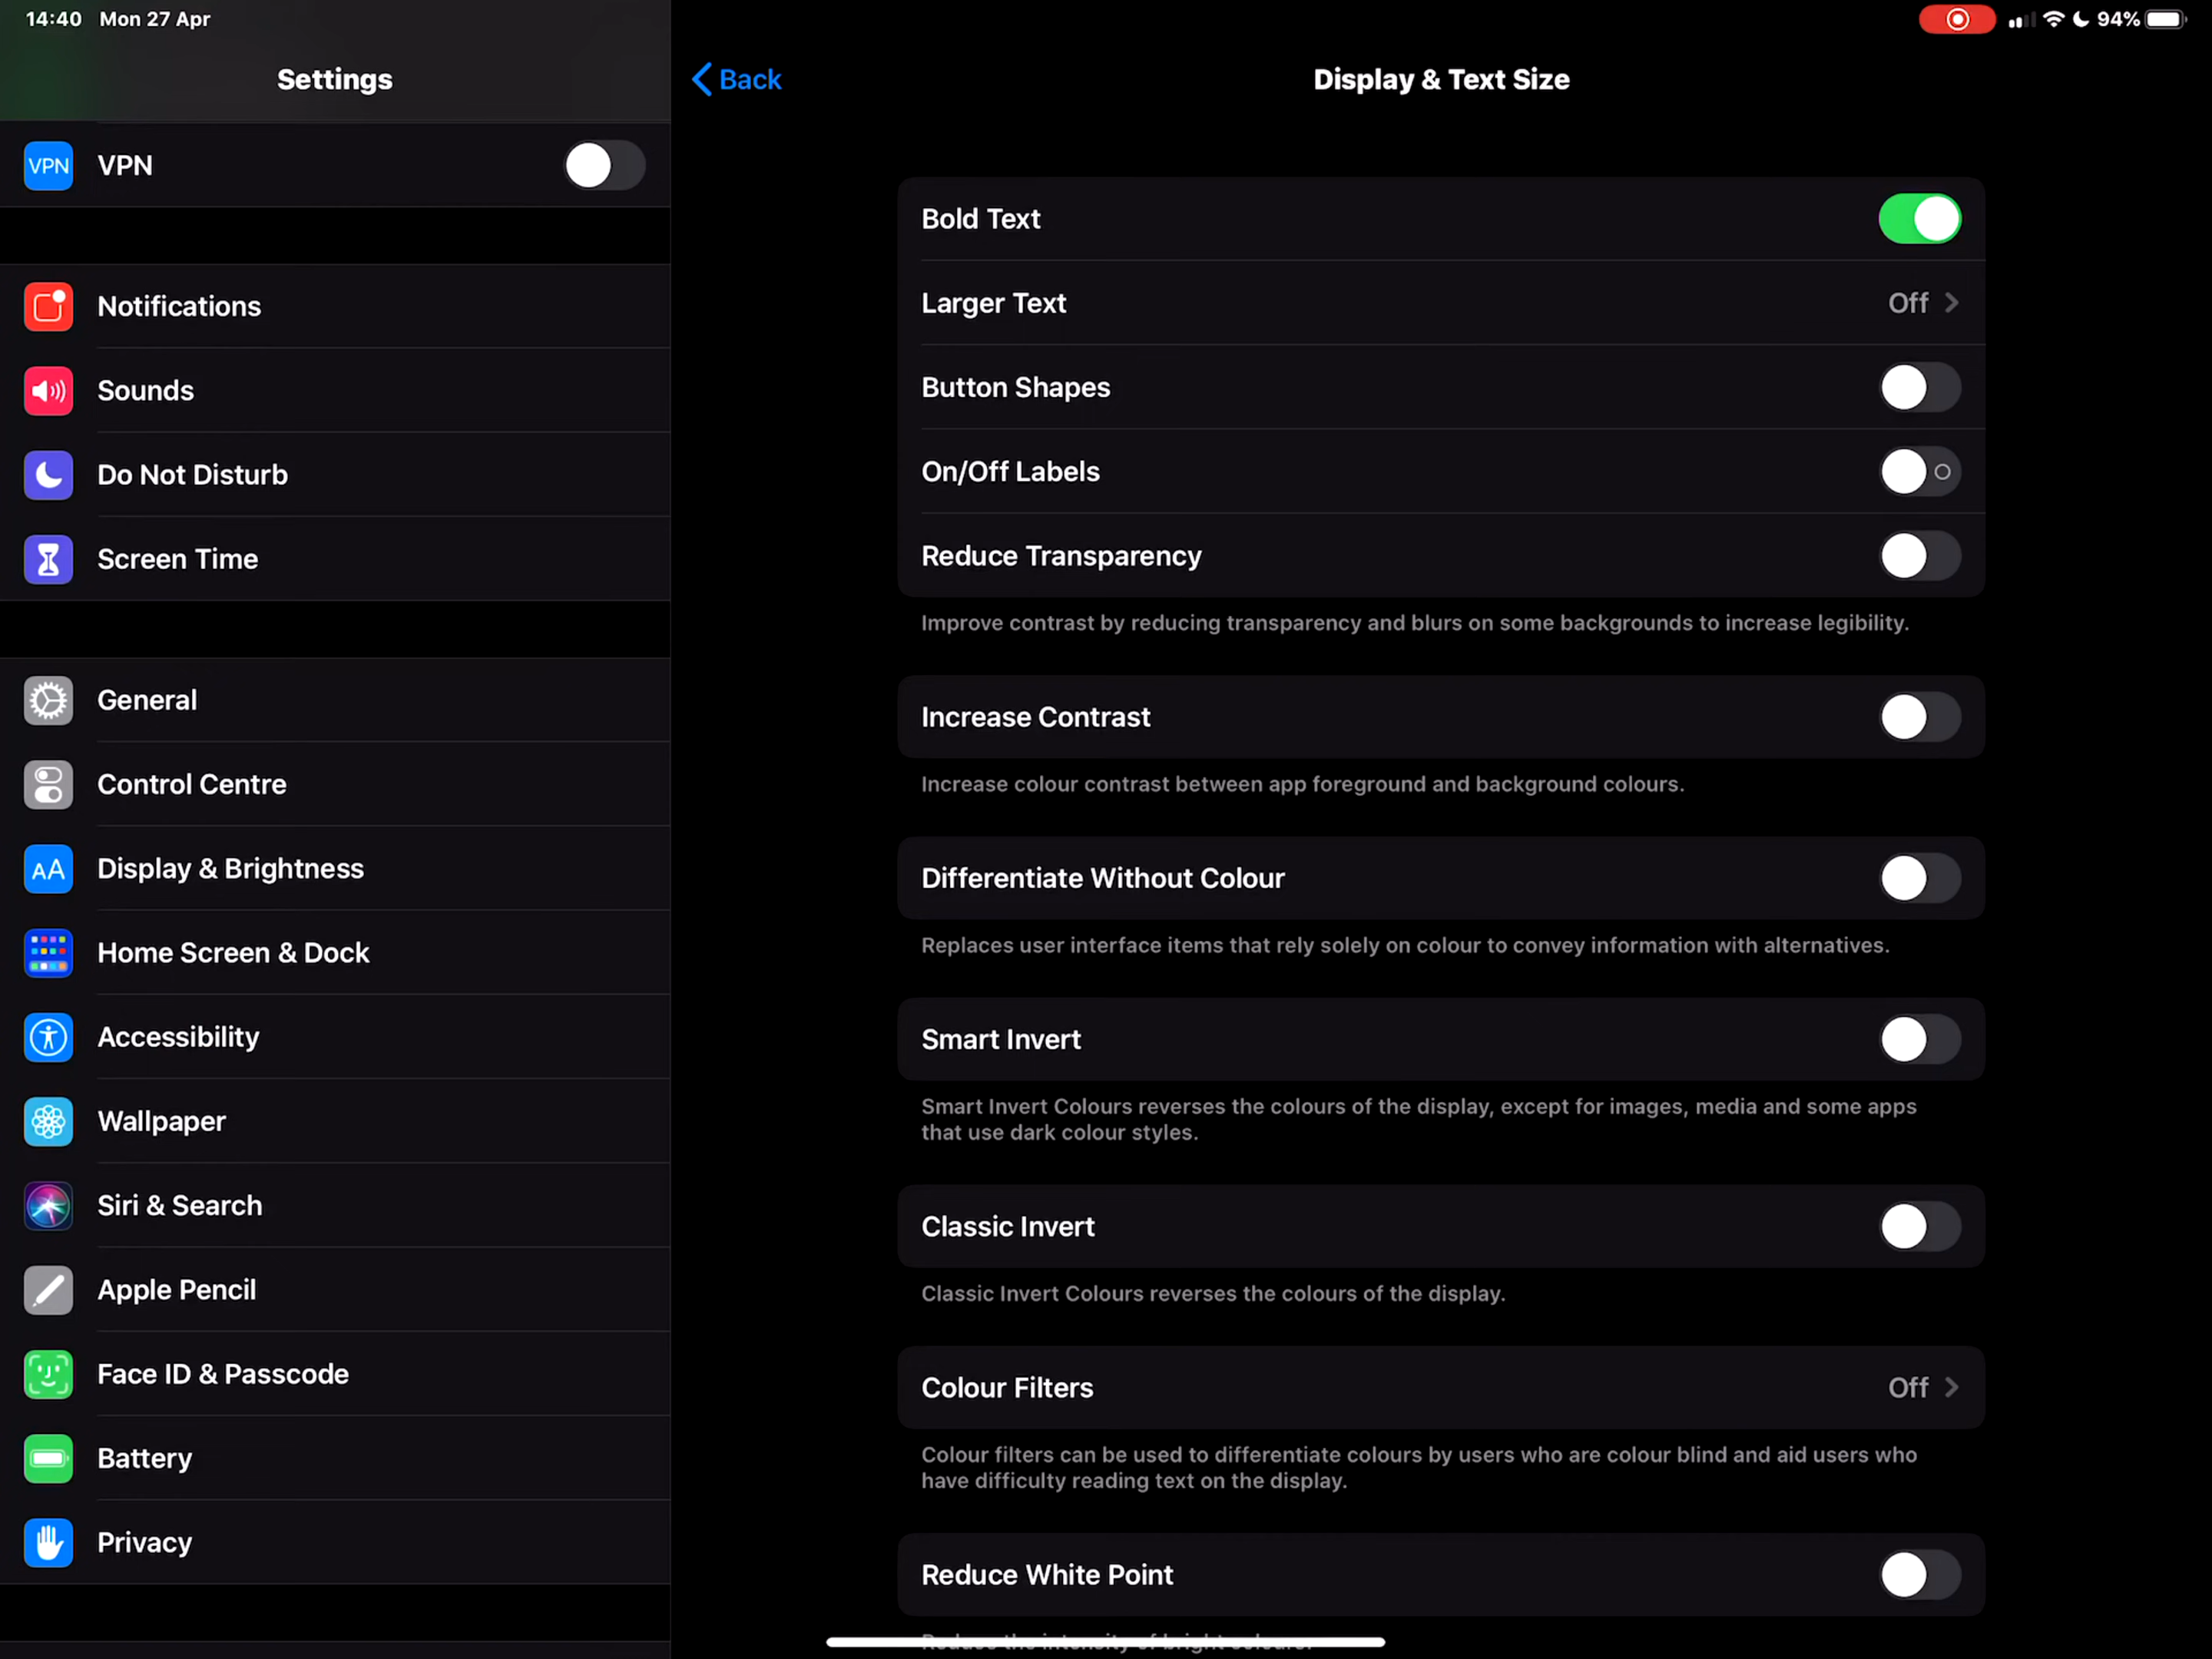 14:40 Mon 27 Apr
94%
Settings
VPN
VPN
Notifications
Sounds
Do Not Disturb
Screen Time
General
Control Centre
AA
Display & Brightness
Home Screen & Dock
Accessibility
Wallpaper
Siri & Search
Apple Pencil
Face ID & Passcode
Battery
Privacy
Back
Display & Text Size
Bold Text
Larger Text Off
Button Shapes
On/Off Labels
Reduce Transparency
Improve contrast by reducing transparency and blurs on some backgrounds to increase legibility.
Increase Contrast
Increase colour contrast between app foreground and background colours.
Differentiate Without Colour
Replaces user interface items that rely solely on colour to convey information with alternatives.
Smart Invert
Smart Invert Colours reverses the colours of the display, except for images, media and some apps
that use dark colour styles.
Classic Invert
Classic Invert Colours reverses the colours of the display.
Colour Filters Off
Colour filters can be used to differentiate colours by users who are colour blind and aid users who
have difficulty reading text on the display.
Reduce White Point
Reduce the intensity of bright colours.